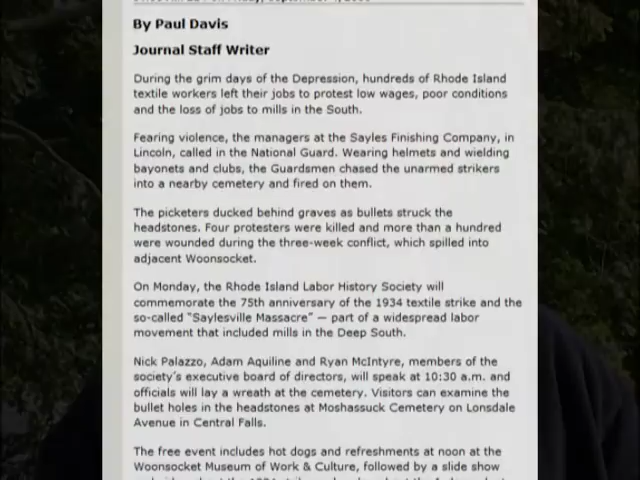 By Paul Davis
Journal Staff Writer
During the grim days of the Depression, hundreds of Rhode Island
textile workers left their jobs to protest low wages, poor conditions
and the loss of jobs to mills in the South.
Fearing violence, the managers at the Sayles Finishing Company, in
Lincoln, called in the National Guard. Wearing helmets and wielding
bayonets and clubs, the Guardsmen chased the unarmed strikers
into a nearby cemetery and fired on them.
The picketers ducked behind graves as bullets struck the
headstones. Four protesters were killed and more than a hundred
were wounded during the three-week conflict, which spilled into
adjacent Woonsocket.
On Monday, the Rhode Island Labor History Society will
commemorate the 75th anniversary of the 1934 textile strike and the
so-called "Saylesville Massacre" — part of a widespread labor
movement that included mills in the Deep South.
Nick Palazzo, Adam Aquiline and Ryan McIntyre, members of the
society's executive board of directors, will speak at 10:30 a.m. and
officials will lay a wreath at the cemetery. Visitors can examine the
bullet holes in the headstones at Moshassuck Cemetery on Lonsdale
Avenue in Central Falls.
The free event includes hot dogs and refreshments at noon at the
Woonsocket Museum of Work & Culture, followed by a slide show